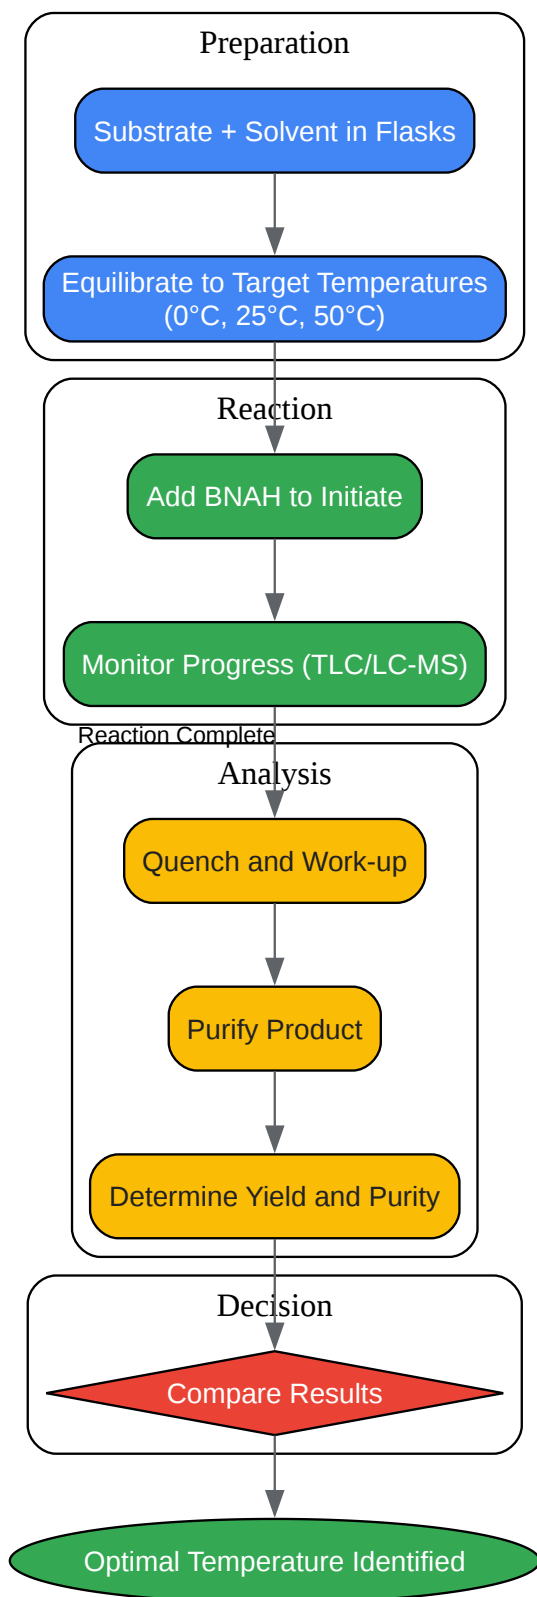 Preparation
Substrate + Solvent in Flasks
Equilibrate to Target Temperatures
(0°C, 25°C, 50°C)
Reaction
Add BNAH to Initiate
Monitor Progress (TLC/LC-MS)
Reaction Complete
Analysis
Quench and Work-up
Purify Product
Determine Yield and Purity
Decision
Compare Results
Optimal Temperature Identified